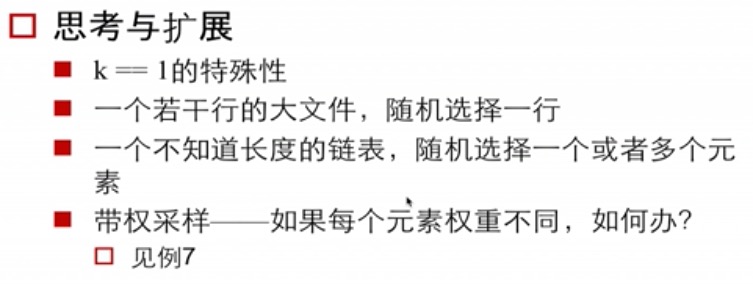 思考与扩展
k == 1的特殊性
一个若干行的大文件，随机选择一行
一个不知道长度的链表，随机选择一个或者多个元
素
带权采样——如果每个元素权重不同，如何办？
见例7